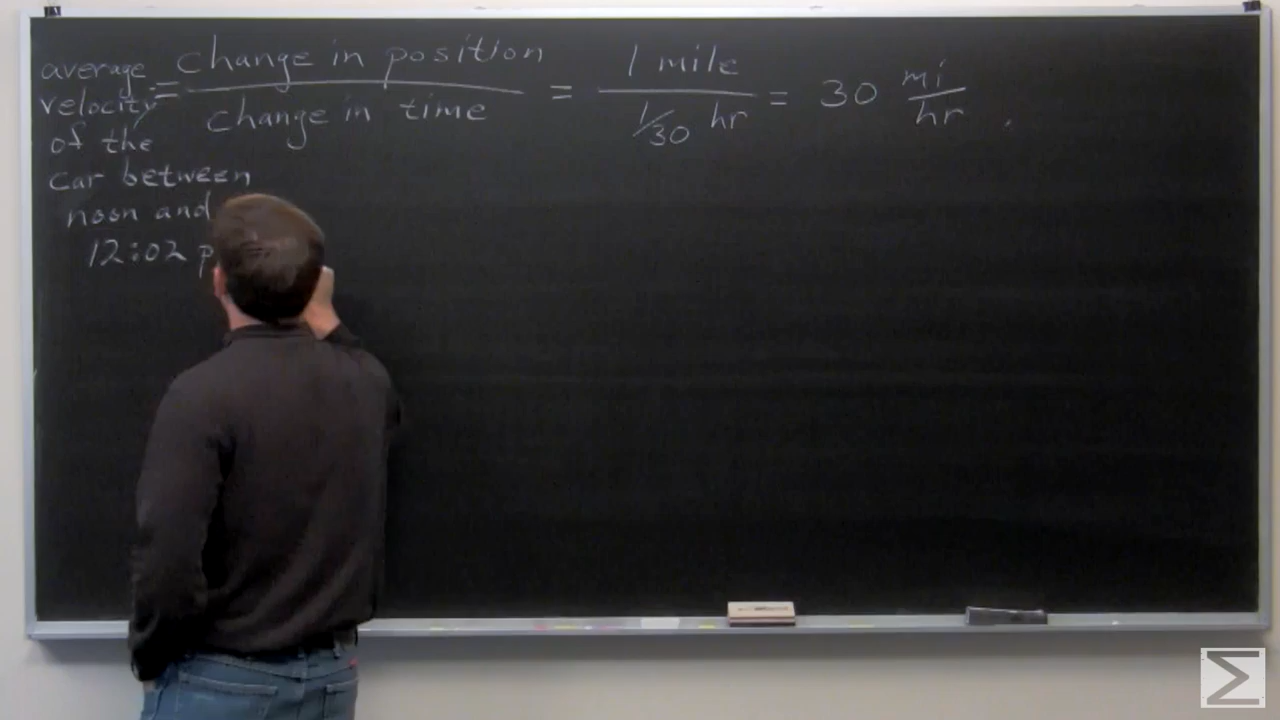 average velocity of the car between noon and 12:02 p = change in position / change in time = 1 mile / 1/30 hr = 30 mi/hr
Σ